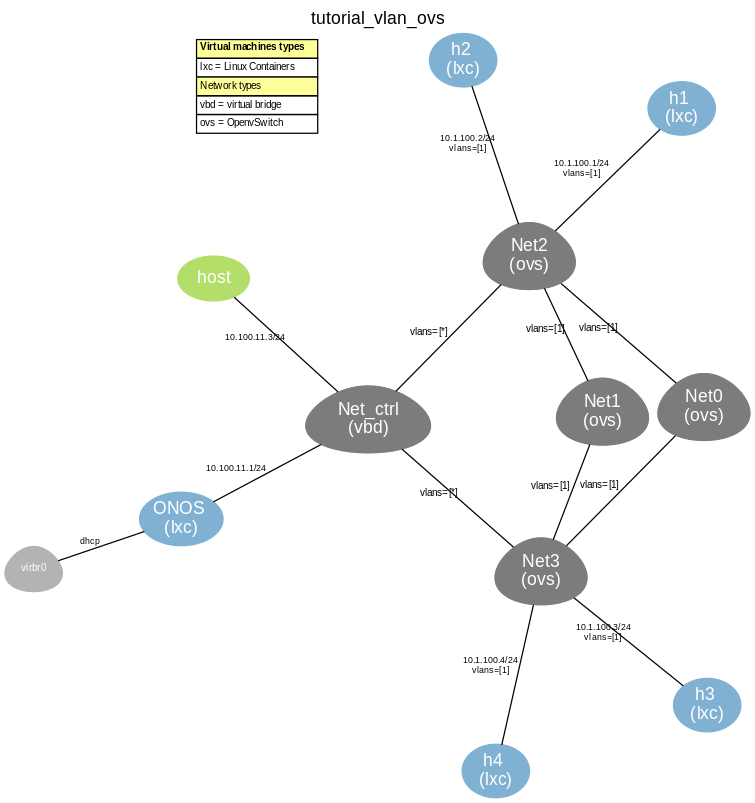 tutorial_vlan_ovs
Virtual machines types
lxc = Linux Containers
Network types
vbd = virtual bridge
ovs = OpenvSwitch
h2
(lxc)
h1
(lxc)
10.1.100.2/24
vlans=[1]
10.1.100.1/24
vlans=[1]
Net2
(ovs)
host
10.100.11.3/24
vlans=[*]
vlans=[1]
vlans=[1]
Net_ctrl
(vbd)
Net1
(ovs)
Net0
(ovs)
10.100.11.1/24
vlans=[*]
vlans=[1]
vlans=[1]
ONOS
(lxc)
dhcp
virbr0
Net3
(ovs)
10.1.100.3/24
vlans=[1]
10.1.100.4/24
vlans=[1]
h3
(lxc)
h4
(lxc)